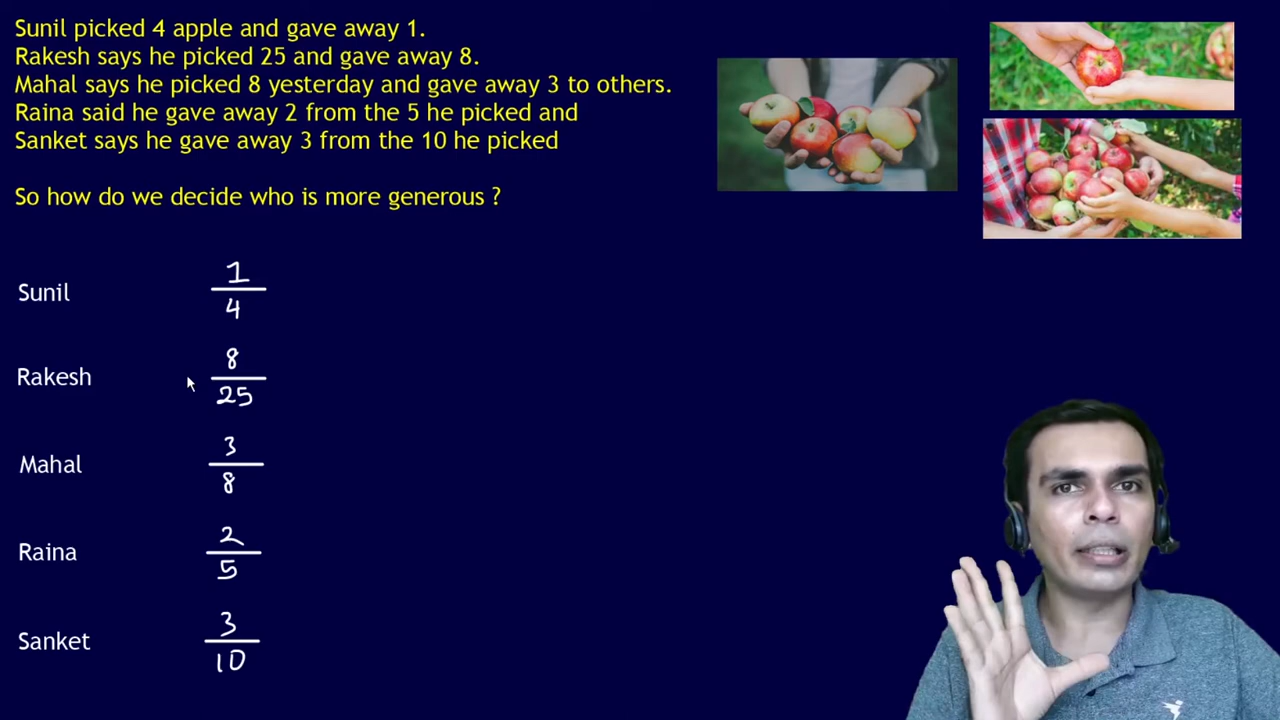 Sunil picked 4 apple and gave away 1.
Rakesh says he picked 25 and gave away 8.
Mahal says he picked 8 yesterday and gave away 3 to others.
Raina said he gave away 2 from the 5 he picked and
Sanket says he gave away 3 from the 10 he picked
So how do we decide who is more generous ?
Sunil 1/4
Rakesh 8/25
Mahal 3/8
Raina 2/5
Sanket 3/10